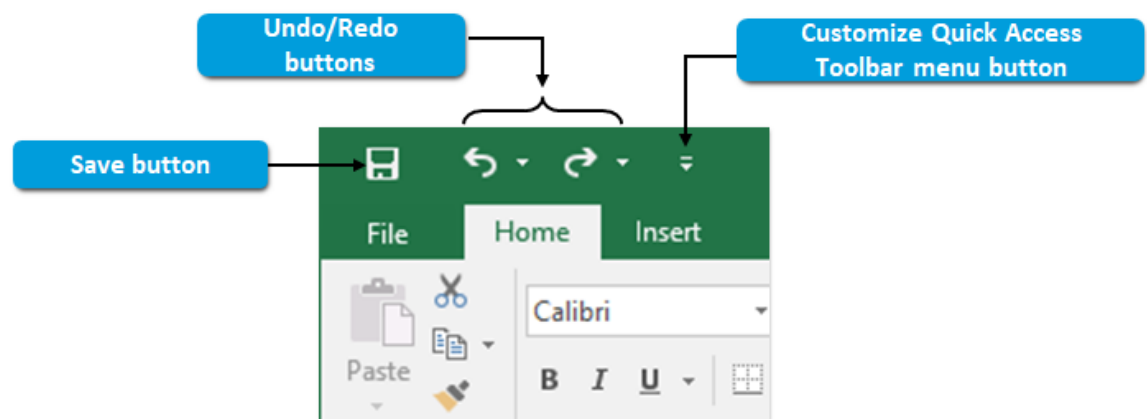 Undo/Redo
buttons
Customize Quick Access
Toolbar menu button
Save button
File Home Insert
Calibri
Paste
B I U